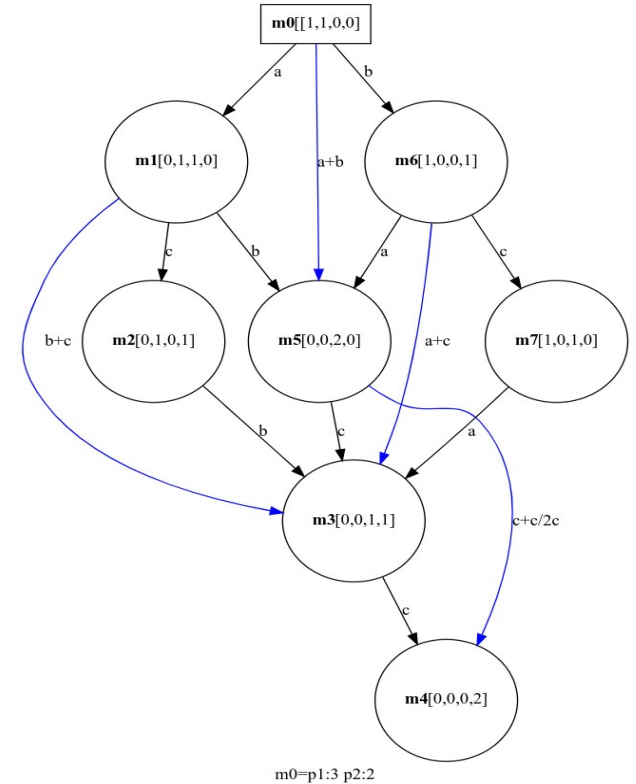 m0[[1,1,0,0]
a
b
a+b
m1[0,1,1,0]
m6[1,0,0,1]
c
b
a
c
b+c
m2[0,1,0,1]
m5[0,0,2,0]
a+c
m7[1,0,1,0]
b
c
a
m3[0,0,1,1]
c+c/2c
c
m4[0,0,0,2]
m0=p1:3 p2:2